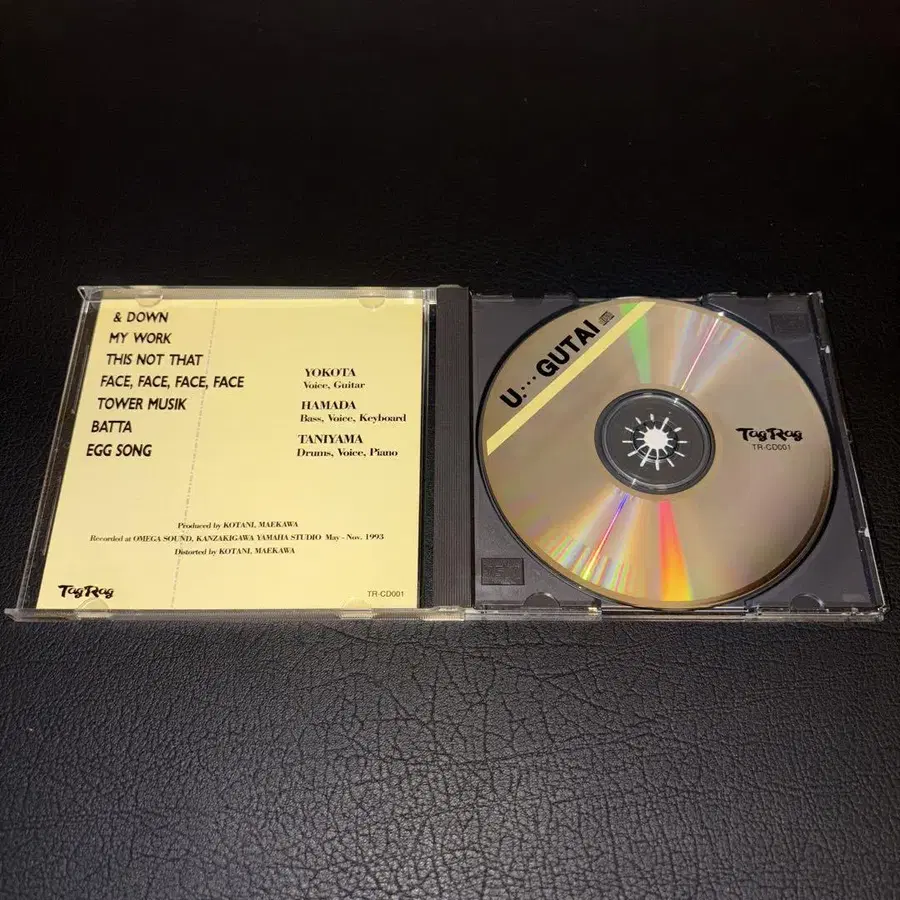 & DOWN
MY WORK
THIS NOT THAT
FACE, FACE, FACE, FACE
TOWER MUSIK
BATTA
EGG SONG
YOKOTA
Voice, Guitar
HAMADA
Bass, Voice, Keyboard
TANIYAMA
Drums, Voice, Piano
Produced by KOTANI, MAEKAWA
Recorded at OMEGA SOUND, KANZAKIGAWA YAMAHA STUDIO May - Nov. 1993
Distorted by KOTANI, MAEKAWA
TagRag
TR-CD001
U:… GUTAI
TagRag
TR-CD001